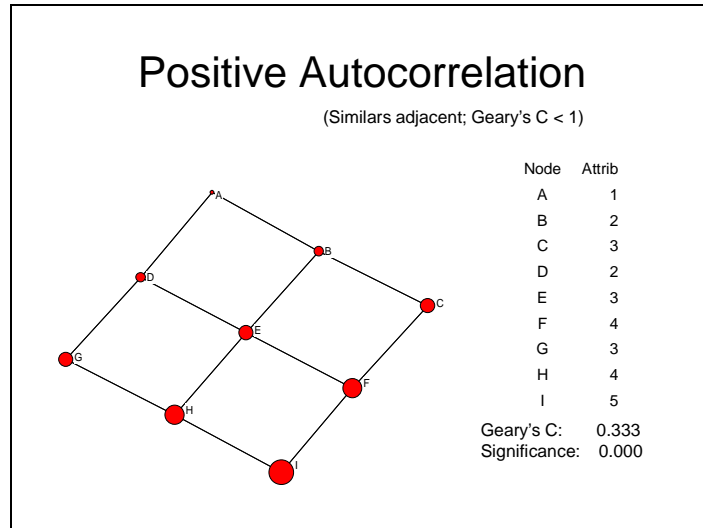 Positive Autocorrelation
(Similars adjacent; Geary's C < 1)
Node Attrib
A 1
B 2
C 3
D 2
E 3
F 4
G 3
H 4
I 5
Geary's C: 0.333
Significance: 0.000
A
B
D
C
E
G
F
H
I